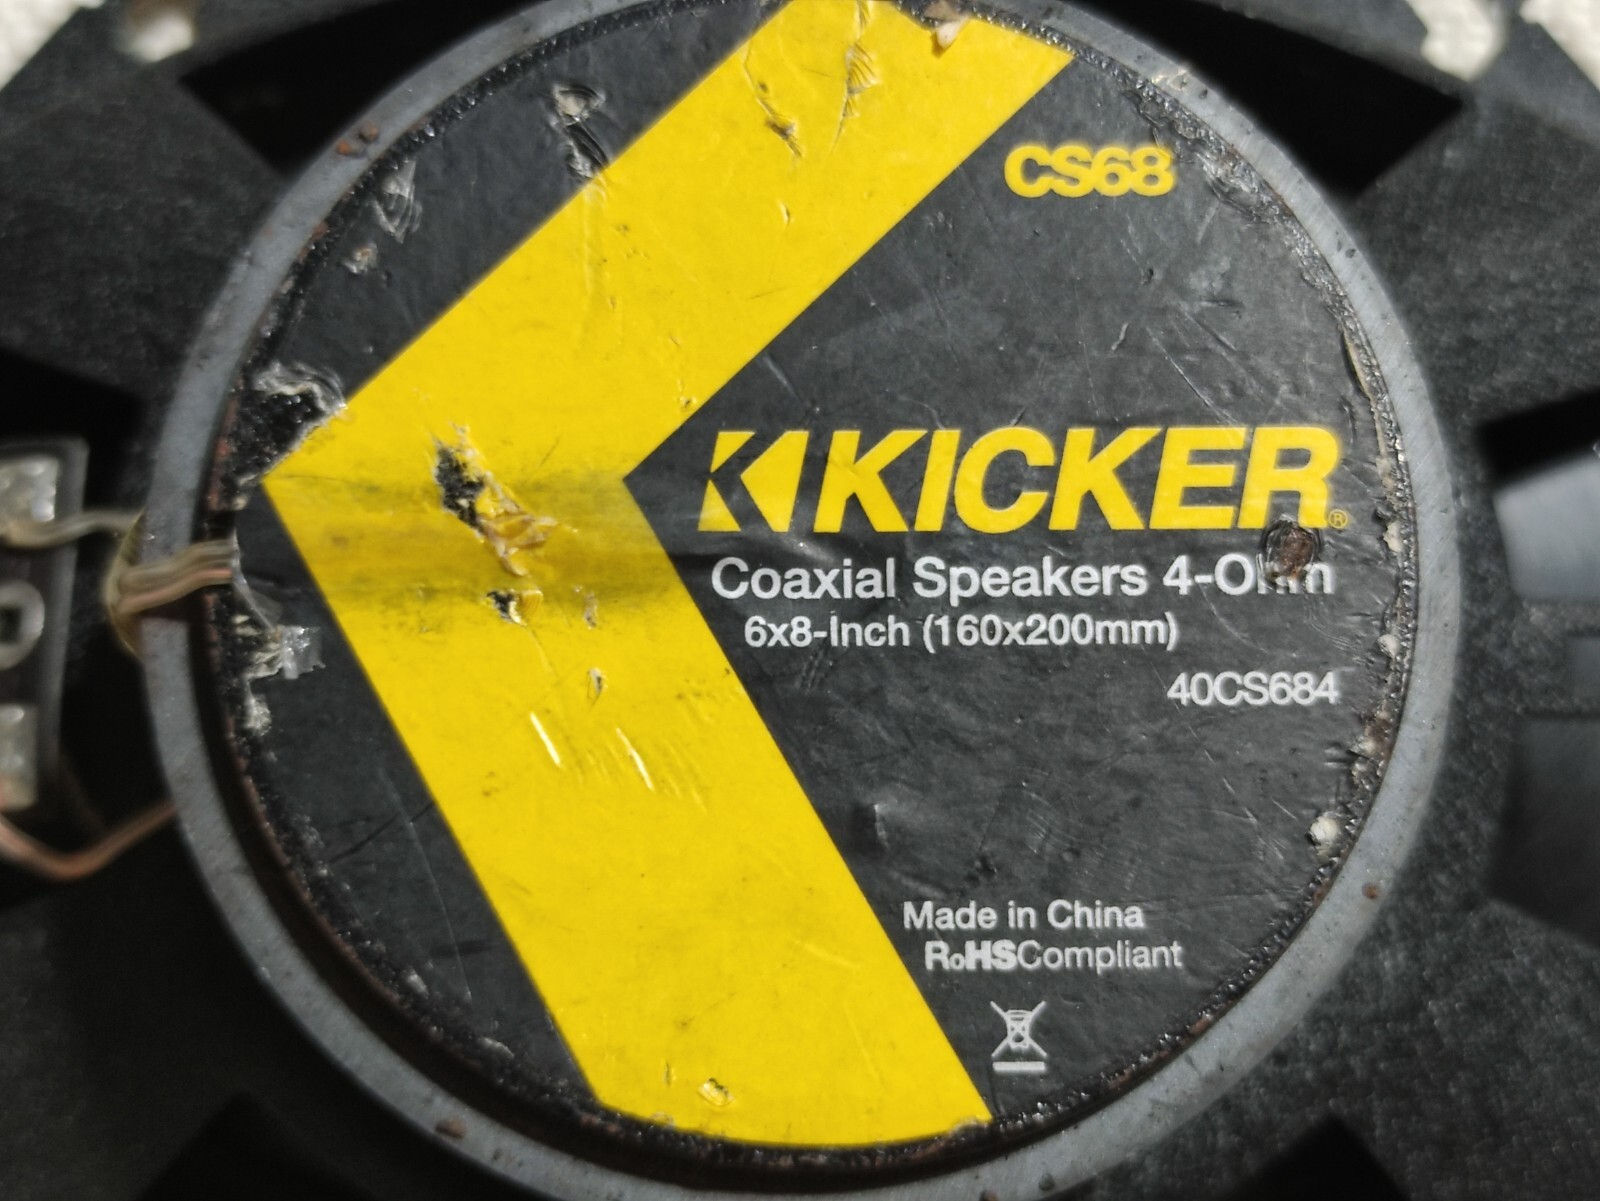 CS68
KICKER®
Coaxial Speakers 4-Ohm
6x8-Inch (160x200mm)
40CS684
Made in China
RoHSCompliant